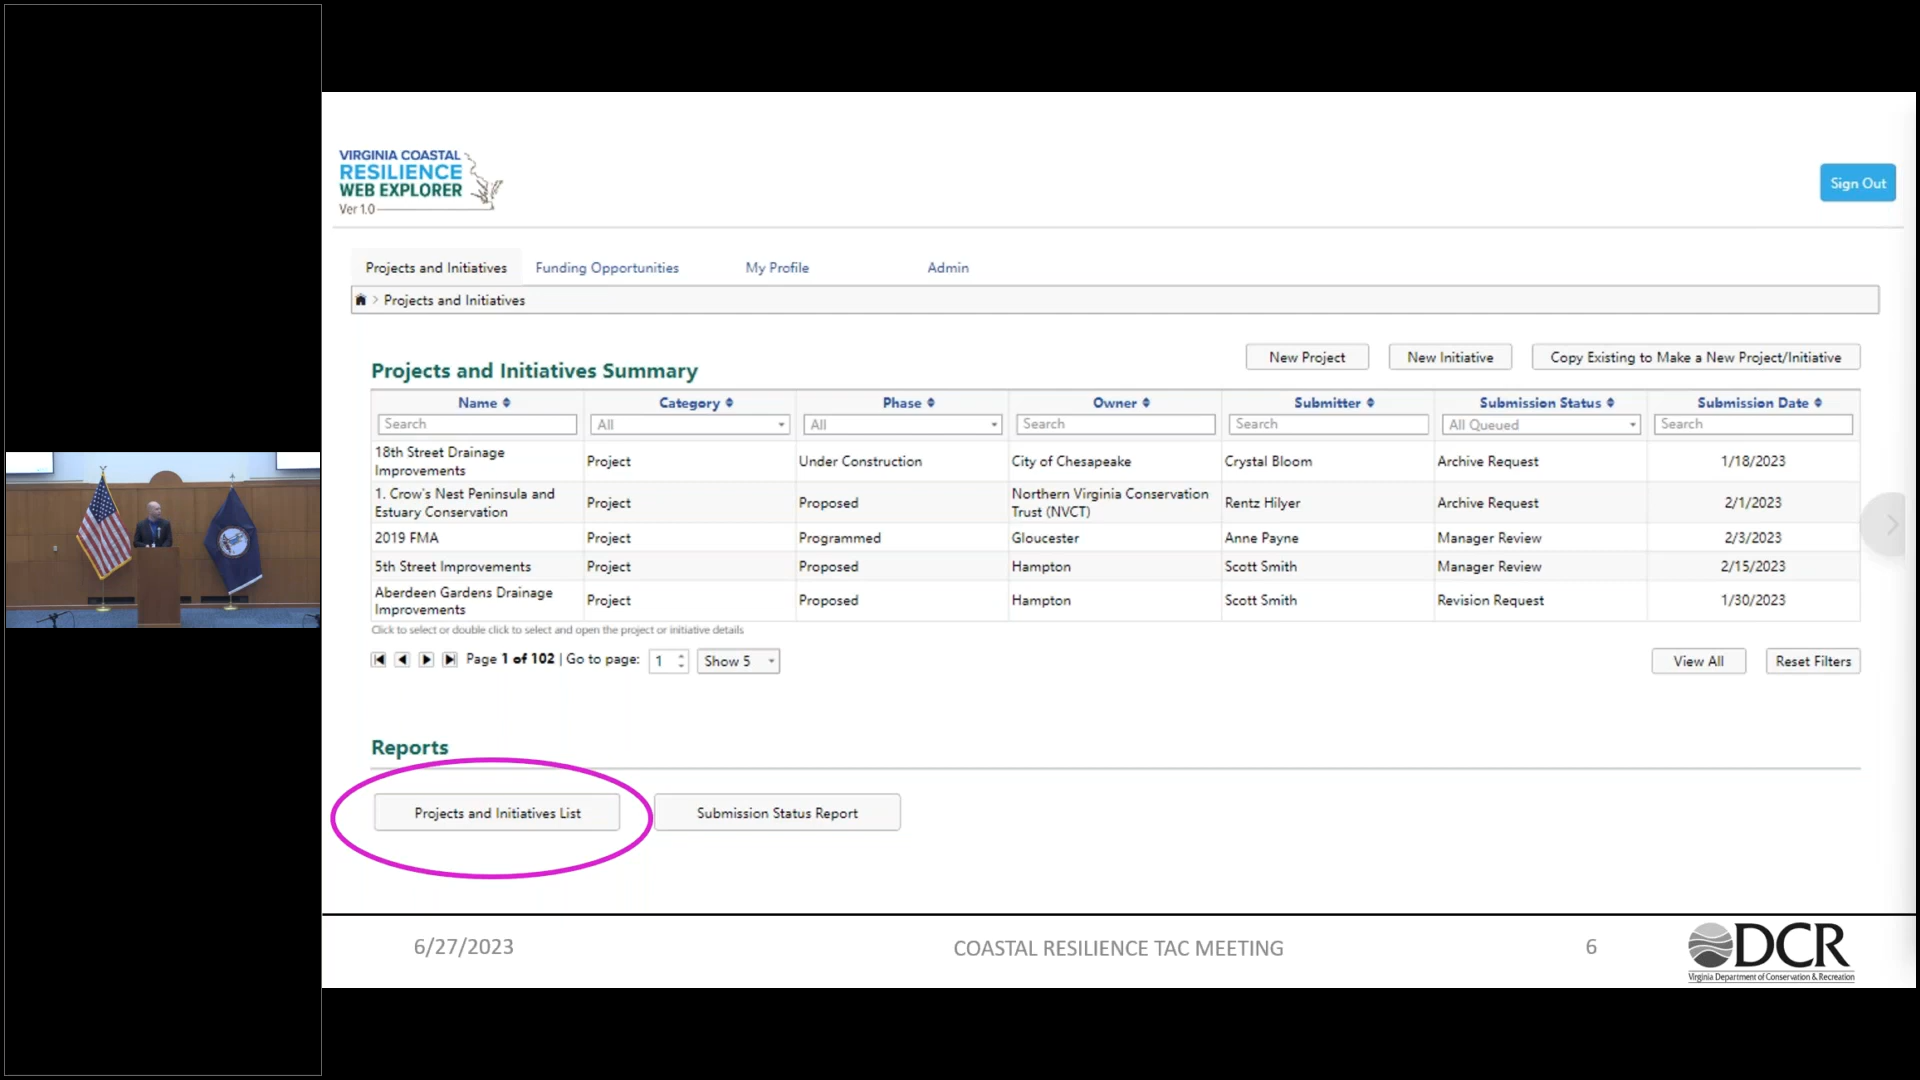 VIRGINIA COASTAL
RESILIENCE
WEB EXPLORER
Ver 1.0
Sign Out
Projects and Initiatives
Funding Opportunities
My Profile
Admin
> Projects and Initiatives
Projects and Initiatives Summary
New Project
New Initiative
Copy Existing to Make a New Project/Initiative
Name Category Phase Owner Submitter Submission Status Submission Date
Search All All Search Search All Queued Search
18th Street Drainage
Improvements
Project Under Construction City of Chesapeake Crystal Bloom Archive Request 1/18/2023
1. Crow's Nest Peninsula and
Estuary Conservation
Project Proposed
Northern Virginia Conservation
Trust (NVCT)
Rentz Hilyer Archive Request 2/1/2023
2019 FMA Project Programmed Gloucester Anne Payne Manager Review 2/3/2023
5th Street Improvements Project Proposed Hampton Scott Smith Manager Review 2/15/2023
Aberdeen Gardens Drainage
Improvements
Project Proposed Hampton Scott Smith Revision Request 1/30/2023
Click to select or double click to select and open the project or initiative details
Page 1 of 102 | Go to page: 1 Show 5
View All
Reset Filters
Reports
Projects and Initiatives List
Submission Status Report
6/27/2023
COASTAL RESILIENCE TAC MEETING
6
DCR
Virginia Department of Conservation & Recreation